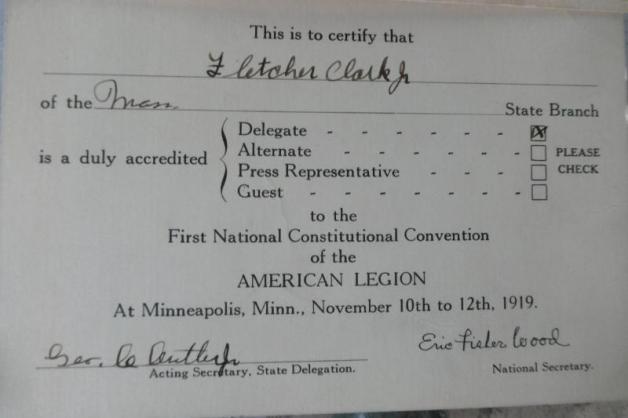 This is to certify that
Fletcher Clark Jr
of the Mass. State Branch
is a duly accredited
Delegate - - - - - - ☒
Alternate - - - - - ☐ PLEASE
Press Representative - - - ☐ CHECK
Guest - - - - - - ☐
to the
First National Constitutional Convention
of the
AMERICAN LEGION
At Minneapolis, Minn., November 10th to 12th, 1919.
Geo. Jr Eric Fisher Wood
Acting Secretary, State Delegation. National Secretary.